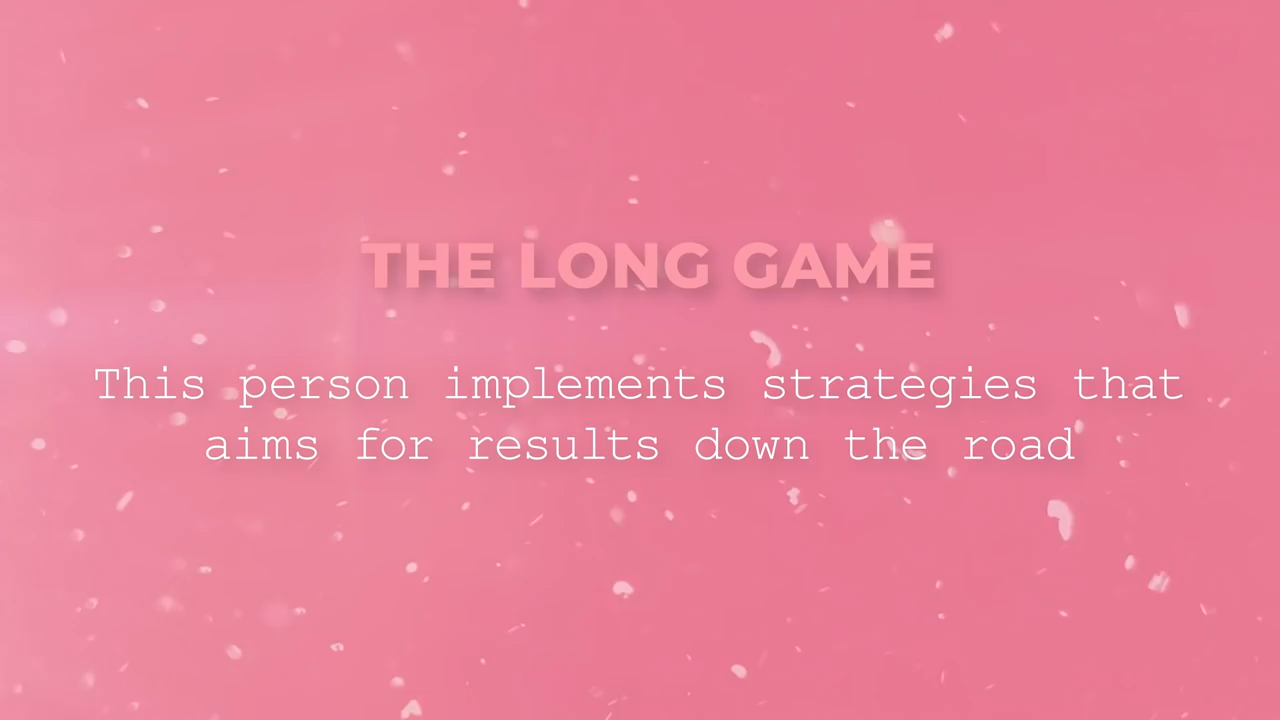 THE LONG GAME
This person implements strategies that
aims for results down the road